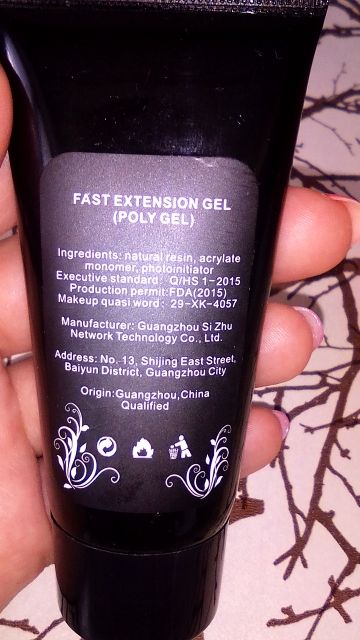 FAST EXTENSION GEL
(POLY GEL)
Ingredients: natural resin, acrylate
monomer, photoinitiator
Executive standard: Q/HS 1-2015
Production permit:FDA(2015)
Makeup quasi word: 29-XK-4057
Manufacturer: Guangzhou Si Zhu
Network Technology Co., Ltd.
Address: No. 13, Shijing East Street,
Baiyun District, Guangzhou City
Origin:Guangzhou,China
Qualified